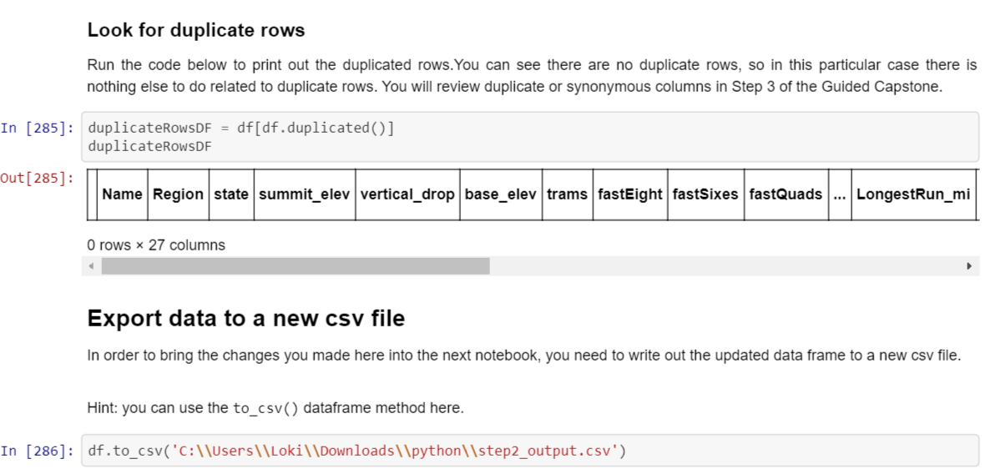 Look for duplicate rows
Run the code below to print out the duplicated rows.You can see there are no duplicate rows, so in this particular case there is
nothing else to do related to duplicate rows. You will review duplicate or synonymous columns in Step 3 of the Guided Capstone.
In [285]: duplicateRowsDF = df[df.duplicated()]
duplicateRowsDF
Out[285]:
Name Region state summit_elev vertical_drop base_elev trams fastEight fastSixes fastQuads ... LongestRun_mi
0 rows × 27 columns
Export data to a new csv file
In order to bring the changes you made here into the next notebook, you need to write out the updated data frame to a new csv file.
Hint: you can use the to_csv() dataframe method here.
In [286]: df.to_csv('C:\\Users\\Loki\\Downloads\\python\\step2_output.csv')